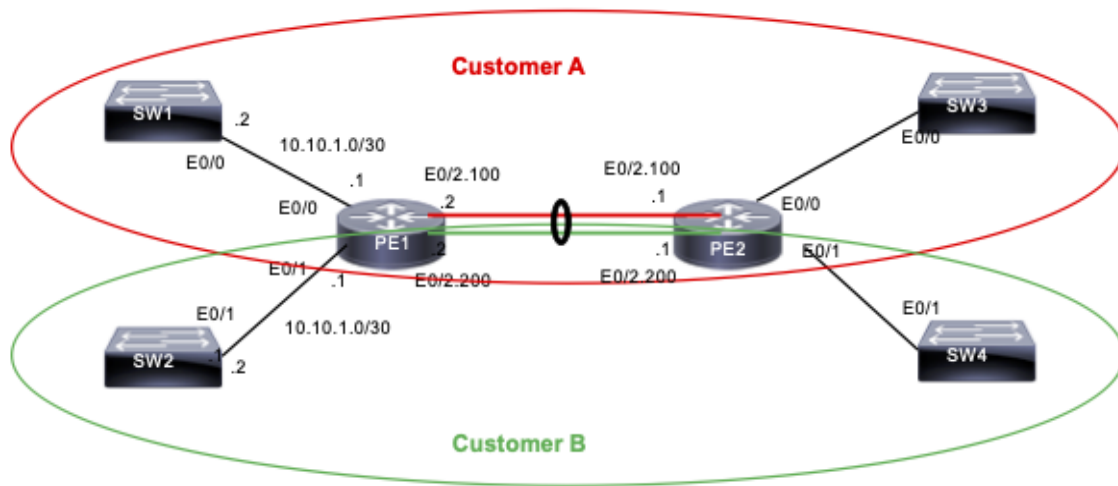 Customer A
SW1
SW3
.2
10.10.1.0/30
E0/0
E0/0
.1
E0/2.100
E0/2.100
E0/0
.2
.1
E0/0
PE1
PE2
.2
.1
E0/1
E0/1
.1
E0/2.200
E0/2.200
E0/1
10.10.1.0/30
E0/1
SW2
.1
.2
SW4
Customer B